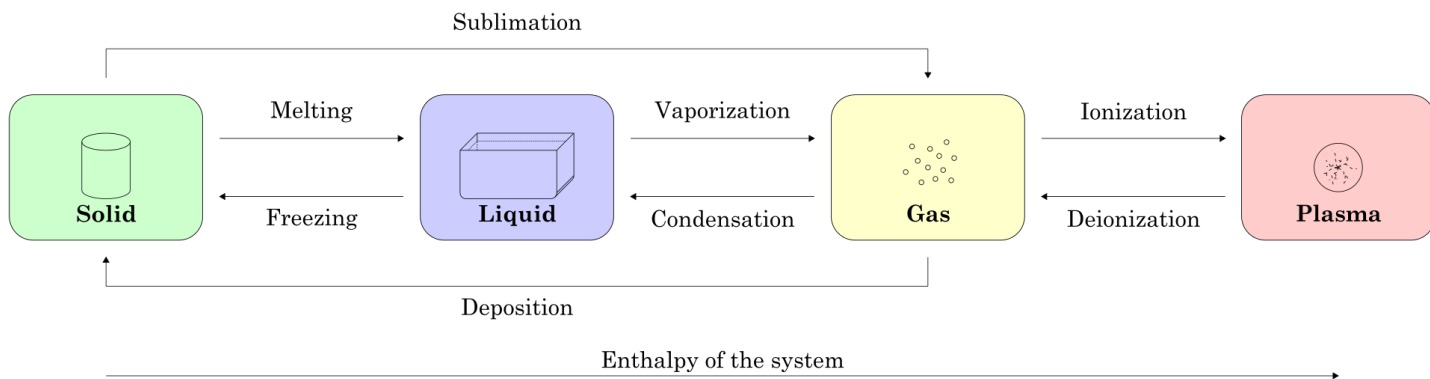 Sublimation
Melting
Vaporization
Ionization
Solid
Liquid
Gas
Plasma
Freezing
Condensation
Deionization
Deposition
Enthalpy of the system